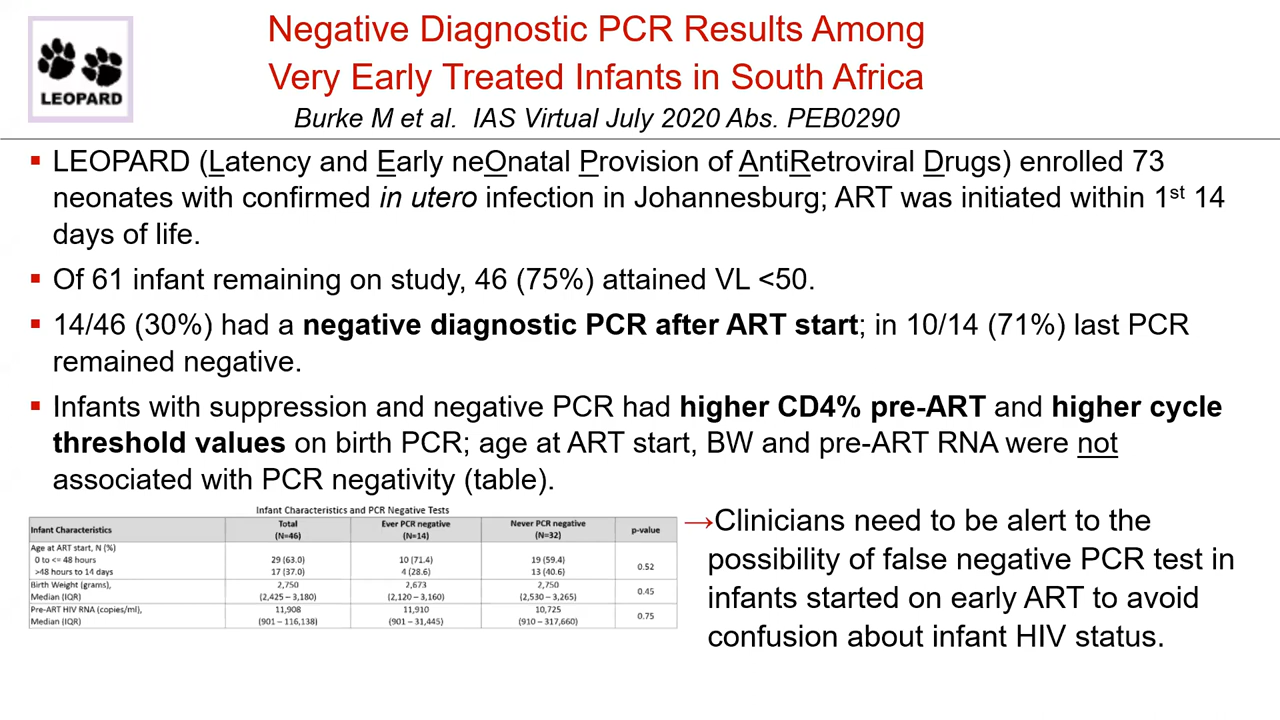 LEOPARD
Negative Diagnostic PCR Results Among
Very Early Treated Infants in South Africa
Burke M et al. IAS Virtual July 2020 Abs. PEB0290
▪ LEOPARD (Latency and Early neOnatal Provision of AntiRetroviral Drugs) enrolled 73
neonates with confirmed in utero infection in Johannesburg; ART was initiated within 1st 14
days of life.
▪ Of 61 infant remaining on study, 46 (75%) attained VL <50.
▪ 14/46 (30%) had a negative diagnostic PCR after ART start; in 10/14 (71%) last PCR
remained negative.
▪ Infants with suppression and negative PCR had higher CD4% pre-ART and higher cycle
threshold values on birth PCR; age at ART start, BW and pre-ART RNA were not
associated with PCR negativity (table).
Infant Characteristics and PCR Negative Tests
Infant Characteristics Total (N=46) Ever PCR negative (N=14) Never PCR negative (N=32) p-value
Age at ART start, N (%)
0 to <= 48 hours 29 (63.0) 10 (71.4) 19 (59.4)
>48 hours to 14 days 17 (37.0) 4 (28.6) 13 (40.6) 0.52
Birth Weight (grams), 2,750 2,673 2,750
Median (IQR) (2,425 – 3,180) (2,120 – 3,160) (2,530 – 3,265) 0.45
Pre-ART HIV RNA (copies/ml), 11,908 11,910 10,725
Median (IQR) (901 – 116,138) (901 – 31,445) (910 - 317,660) 0.75
→Clinicians need to be alert to the
possibility of false negative PCR test in
infants started on early ART to avoid
confusion about infant HIV status.